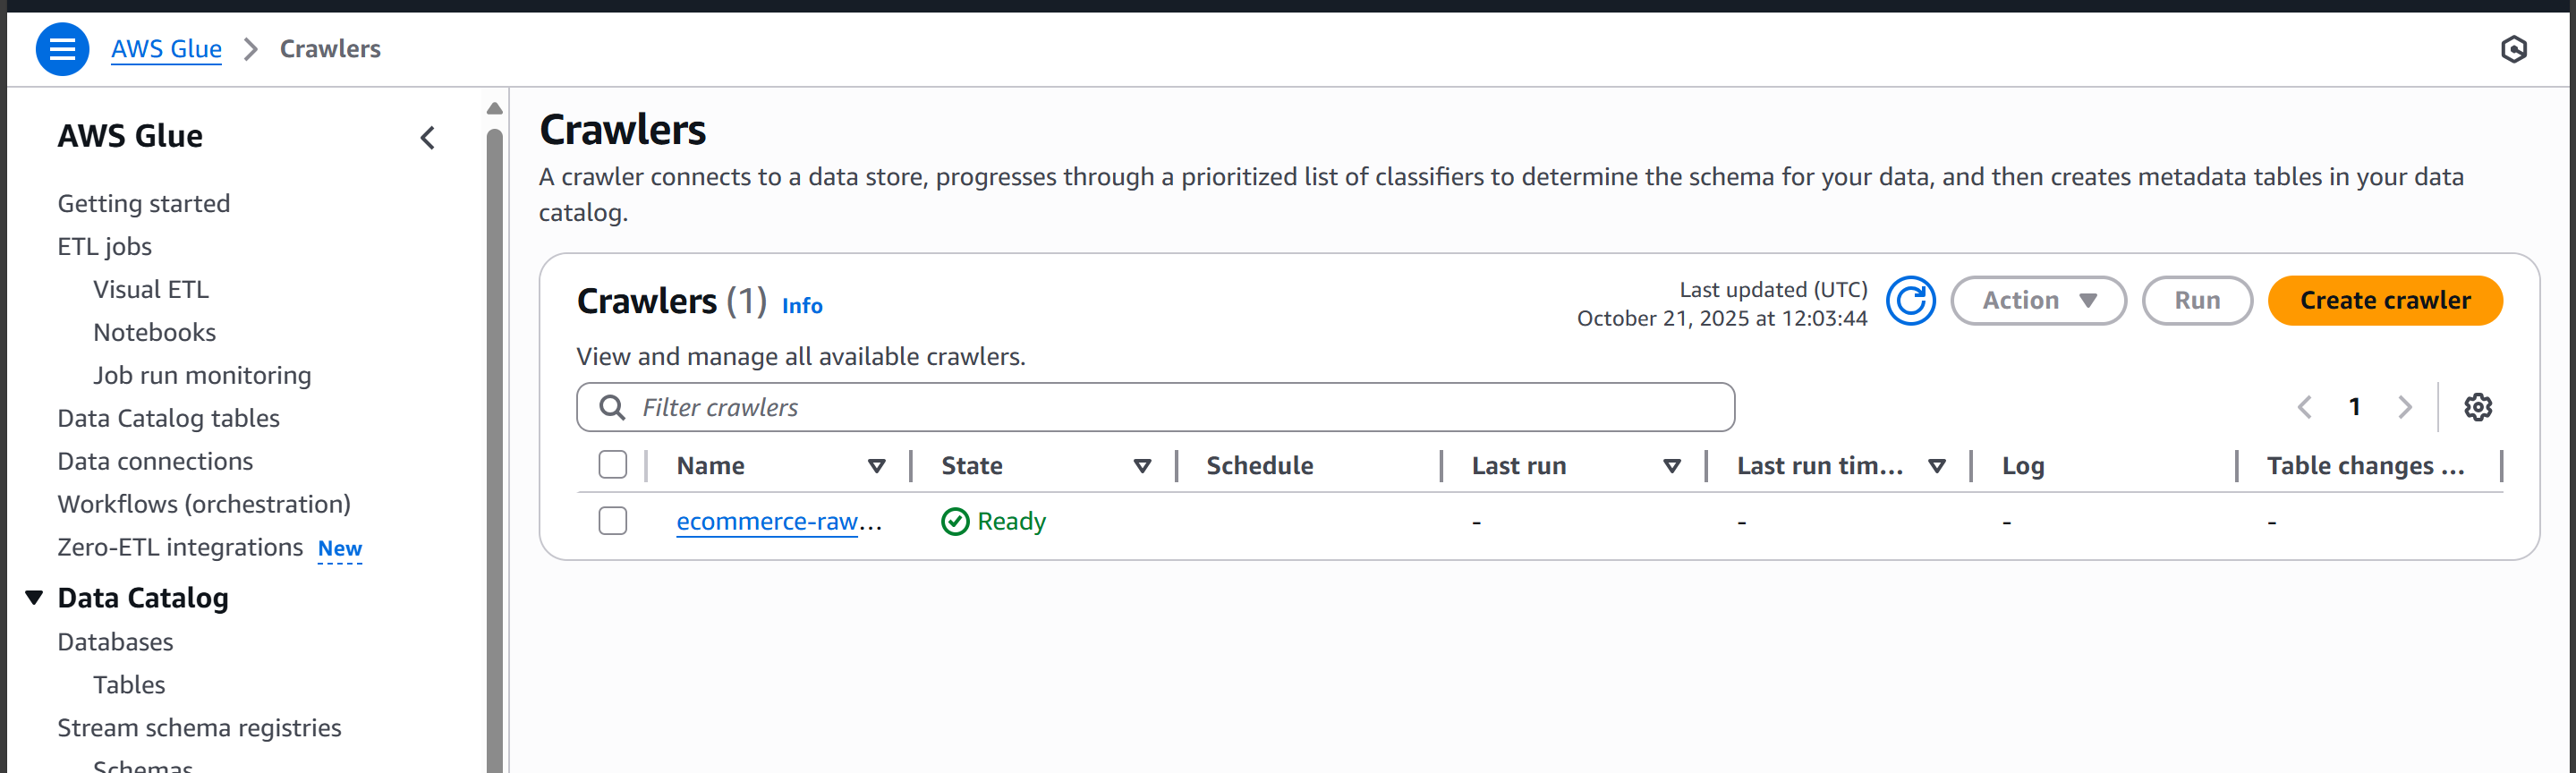 AWS Glue > Crawlers
AWS Glue
Getting started
ETL jobs
Visual ETL
Notebooks
Job run monitoring
Data Catalog tables
Data connections
Workflows (orchestration)
Zero-ETL integrations New
Data Catalog
Databases
Tables
Stream schema registries
Schemas
Crawlers
A crawler connects to a data store, progresses through a prioritized list of classifiers to determine the schema for your data, and then creates metadata tables in your data
catalog.
Crawlers (1) Info
Last updated (UTC)
October 21, 2025 at 12:03:44
Action
Run
Create crawler
View and manage all available crawlers.
Filter crawlers
1
Name State Schedule Last run Last run tim... Log Table changes ...
ecommerce-raw... Ready - - - -